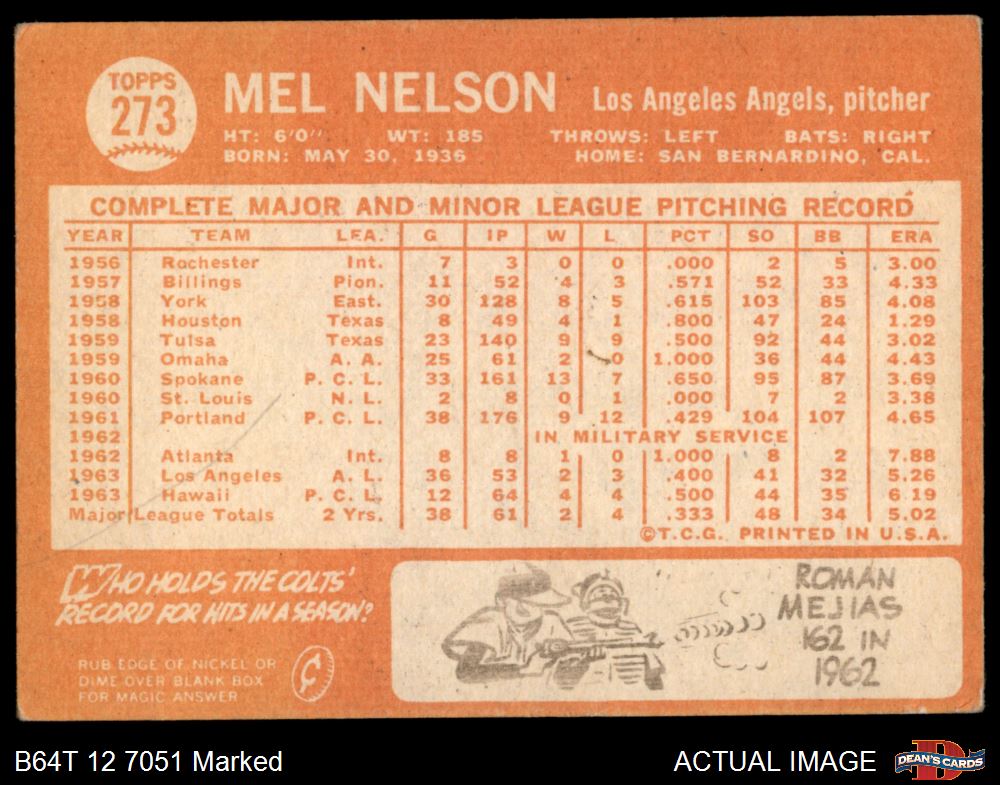 TOPPS
273
MEL NELSON Los Angeles Angels, pitcher
HT: 6'0" WT: 185 THROWS: LEFT BATS: RIGHT
BORN: MAY 30, 1936 HOME: SAN BERNARDINO, CAL.
COMPLETE MAJOR AND MINOR LEAGUE PITCHING RECORD
YEAR TEAM LEA. G IP W L PCT SO BB ERA
1956 Rochester Int. 7 3 0 0 .000 2 5 3.00
1957 Billings Pion. 11 52 4 3 .571 52 33 4.33
1958 York East. 30 128 8 5 .615 103 85 4.08
1958 Houston Texas 8 49 4 1 .800 47 24 1.29
1959 Tulsa Texas 23 140 9 9 .500 92 44 3.02
1959 Omaha A. A. 25 61 2 0 1.000 36 44 4.43
1960 Spokane P. C. L. 33 161 13 7 .650 95 87 3.69
1960 St. Louis N. L. 2 8 0 1 .000 7 2 3.38
1961 Portland P. C. L. 38 176 9 12 .429 104 107 4.65
1962 IN MILITARY SERVICE
1962 Atlanta Int. 8 8 1 0 1.000 8 2 7.88
1963 Los Angeles A. L. 36 53 2 3 .400 41 32 5.26
1963 Hawaii P. C. L. 12 64 4 4 .500 44 35 6.19
Major League Totals 2 Yrs. 38 61 2 4 .333 48 34 5.02
©T.C.G. PRINTED IN U.S.A.
WHO HOLDS THE COLTS'
RECORD FOR HITS IN A SEASON?
RUB EDGE OF NICKEL OR
DIME OVER BLANK BOX
FOR MAGIC ANSWER
ROMAN
MEJIAS
162 IN
1962
B64T 12 7051 Marked ACTUAL IMAGE
DEAN'S CARDS